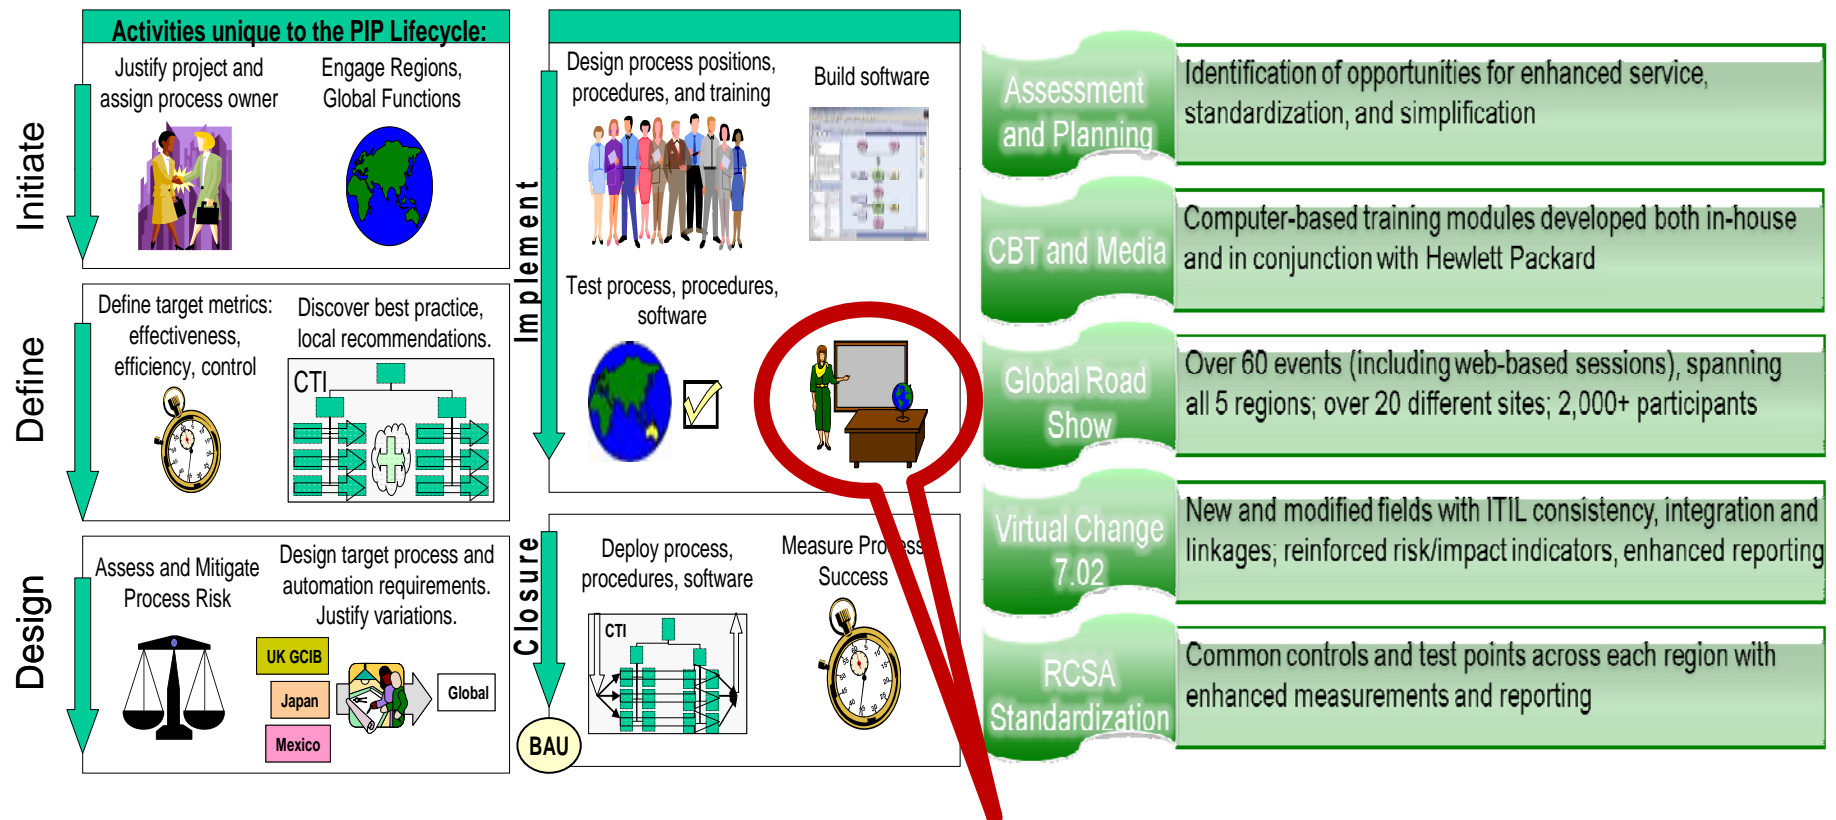 Activities unique to the PIP Lifecycle:
Initiate
Justify project and
assign process owner
Engage Regions,
Global Functions
Define
Define target metrics:
effectiveness,
efficiency, control
Discover best practice,
local recommendations.
CTI
Design
Assess and Mitigate
Process Risk
Design target process and
automation requirements.
Justify variations.
UK GCIB
Japan
Mexico
Global
Implement
Design process positions,
procedures, and training
Build software
Test process, procedures,
software
Closure
Deploy process,
procedures, software
CTI
Measure Process
Success
BAU
Assessment
and Planning
Identification of opportunities for enhanced service,
standardization, and simplification
CBT and Media
Computer-based training modules developed both in-house
and in conjunction with Hewlett Packard
Global Road
Show
Over 60 events (including web-based sessions), spanning
all 5 regions; over 20 different sites; 2,000+ participants
Virtual Change
7.02
New and modified fields with ITIL consistency, integration and
linkages; reinforced risk/impact indicators, enhanced reporting
RCSA
Standardization
Common controls and test points across each region with
enhanced measurements and reporting